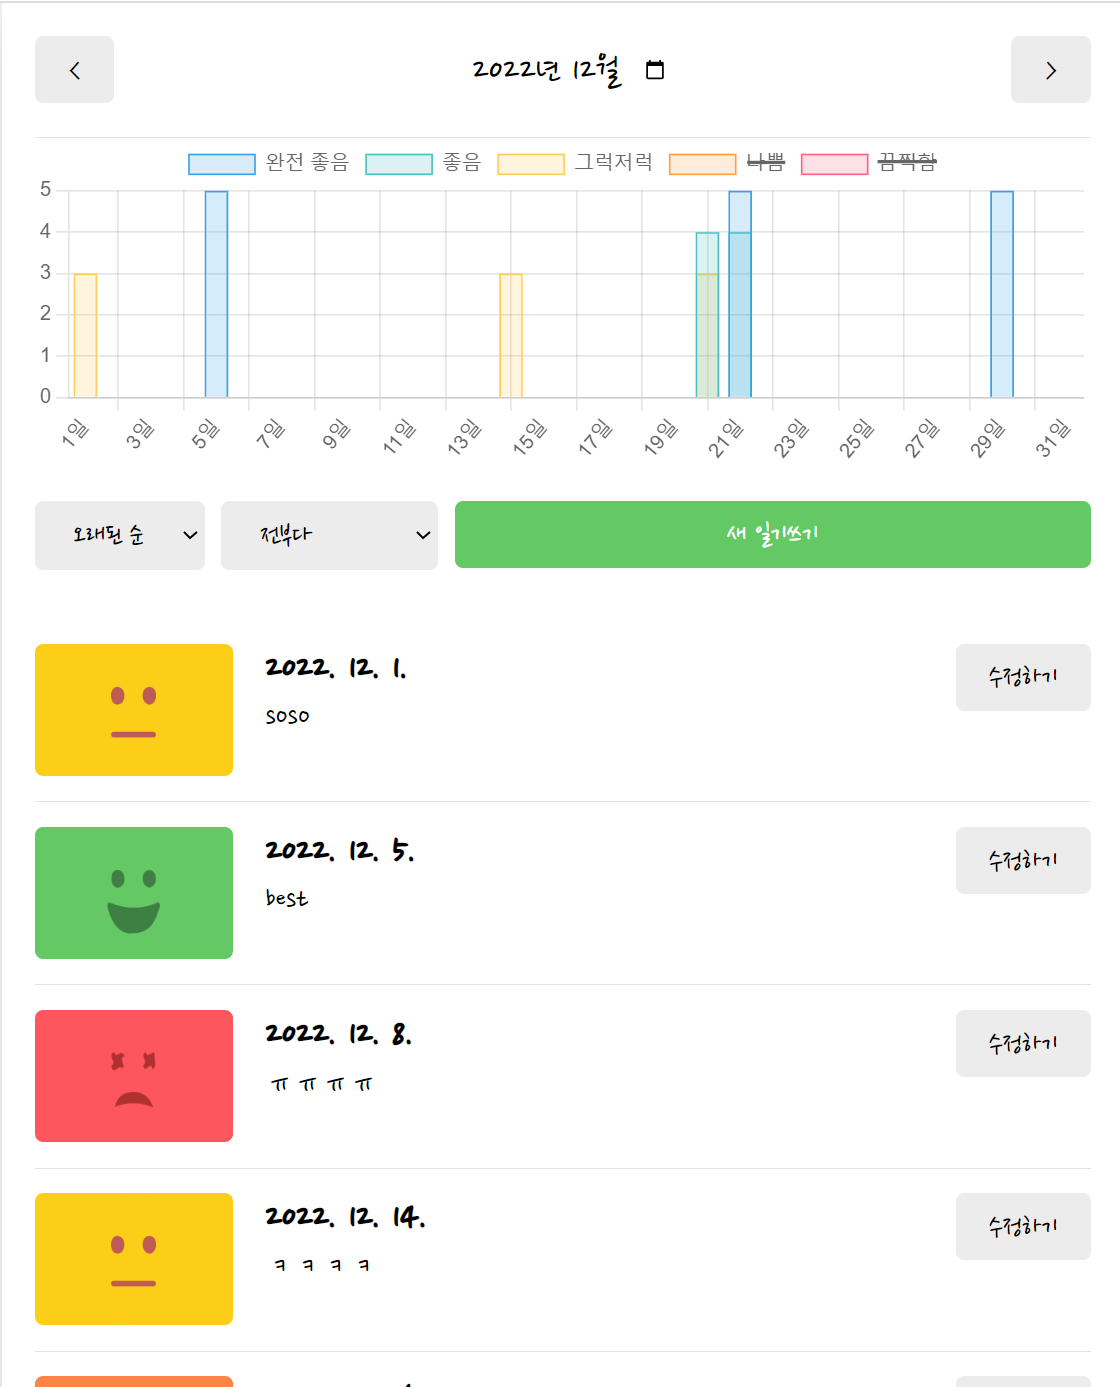 < 2022년 12월 >
완전 좋음 좋음 그럭저럭 나쁨 끔찍함
5
4
3
2
1
0
1일 3일 5일 7일 9일 11일 13일 15일 17일 19일 21일 23일 25일 27일 29일 31일
오래된 순 전부다 새 일기쓰기
2022. 12. 1. 수정하기
soso
2022. 12. 5. 수정하기
best
2022. 12. 8. 수정하기
ㅠㅠㅠㅠ
2022. 12. 14. 수정하기
ㅋㅋㅋㅋ